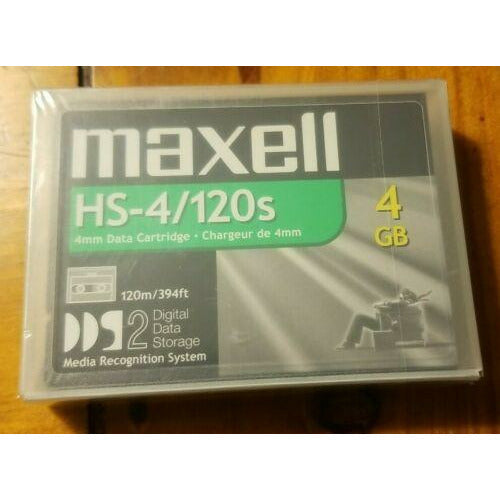 maxell
HS-4/120s
4mm Data Cartridge • Chargeur de 4mm
4
GB
120m/394ft
DDS2
Digital
Data
Storage
Media Recognition System